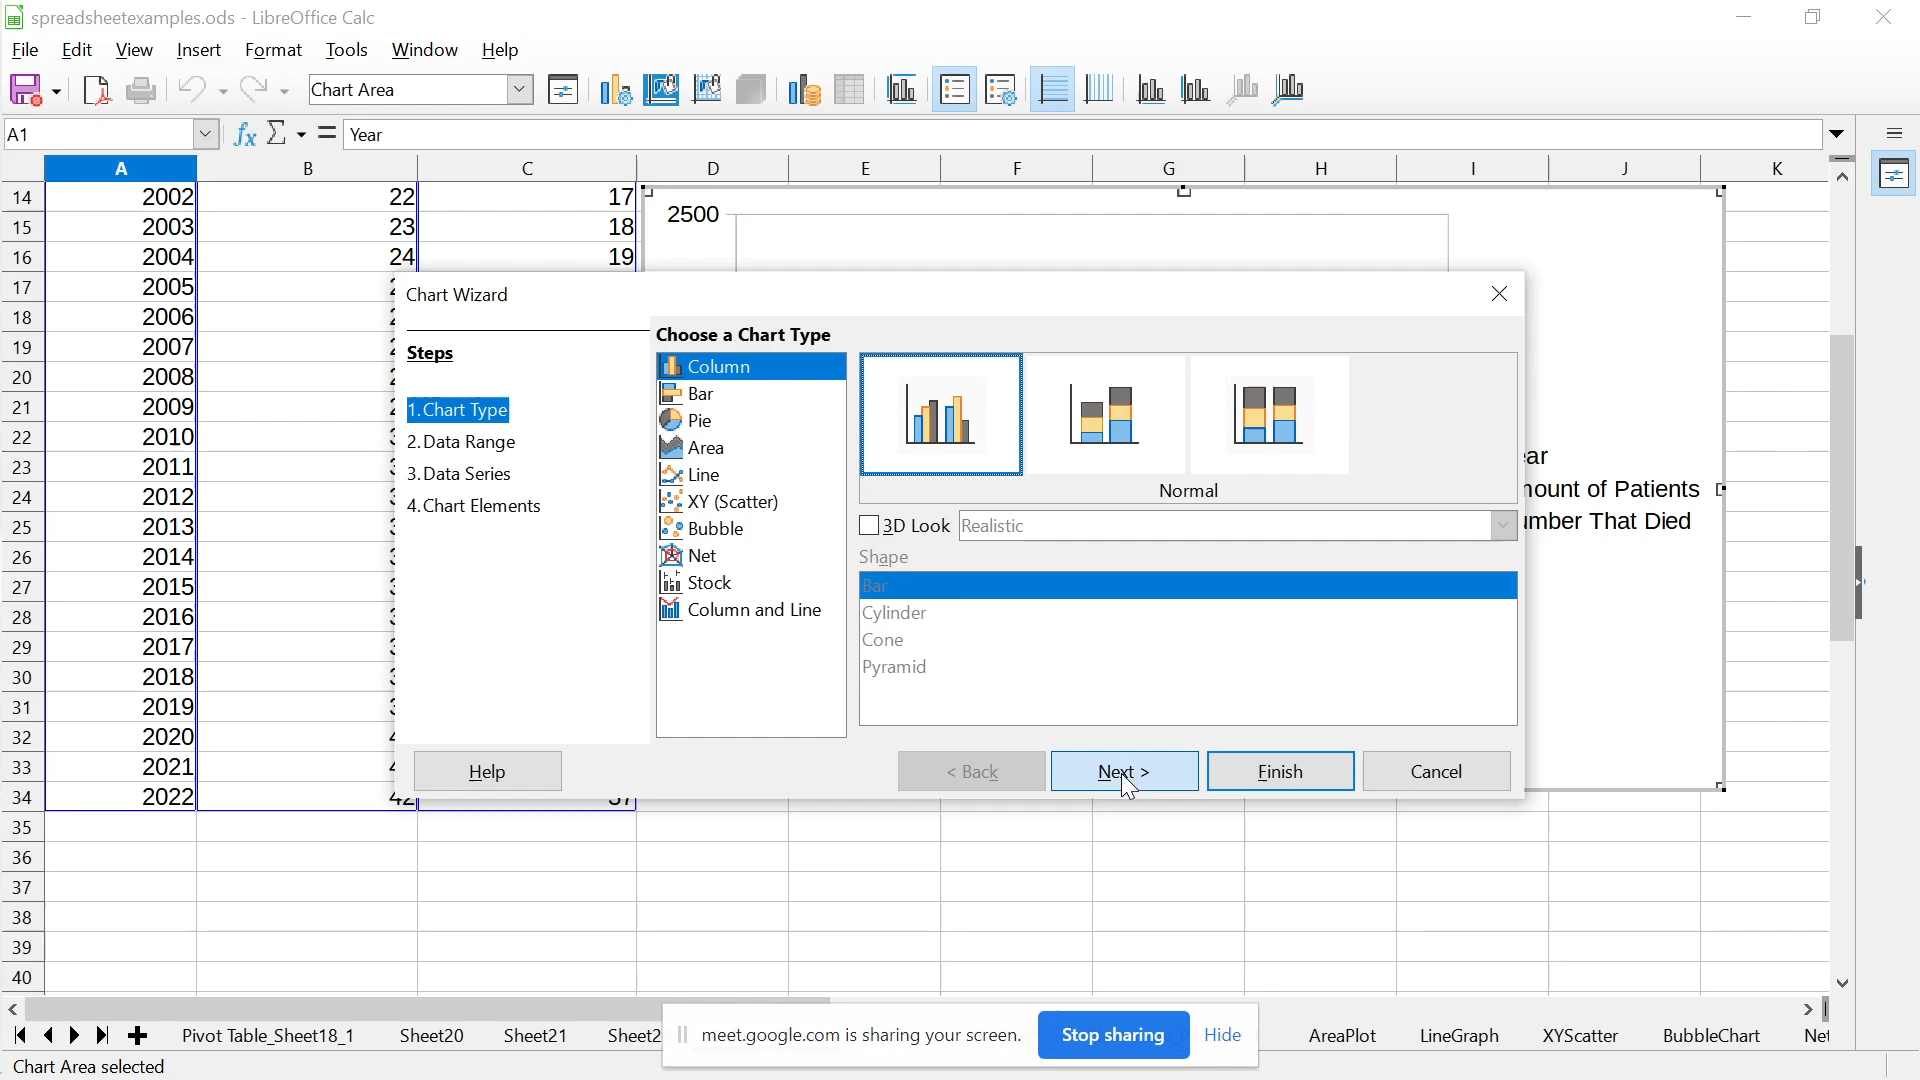 spreadsheetexamples.ods - LibreOffice Calc
File Edit View Insert Format Tools Window Help
Chart Area
A1 fx Σ = Year
A B C D E F G H I J K
14 2002 22 17
2500
15 2003 23 18
16 2004 24 19
17 2005
18 2006
19 2007
20 2008
21 2009
22 2010
23 2011
24 2012
25 2013
26 2014
27 2015
28 2016
29 2017
30 2018
31 2019
32 2020
33 2021
34 2022 42 37
35
36
37
38
39
40
Chart Wizard
Steps
1. Chart Type
2. Data Range
3. Data Series
4. Chart Elements
Choose a Chart Type
Column
Bar
Pie
Area
Line
XY (Scatter)
Bubble
Net
Stock
Column and Line
Normal
3D Look Realistic
Shape
Bar
Cylinder
Cone
Pyramid
Help < Back Next > Finish Cancel
ar
mount of Patients
umber That Died
Pivot Table_Sheet18_1 Sheet20 Sheet21 Sheet2 AreaPlot LineGraph XYScatter BubbleChart Net
meet.google.com is sharing your screen. Stop sharing Hide
Chart Area selected